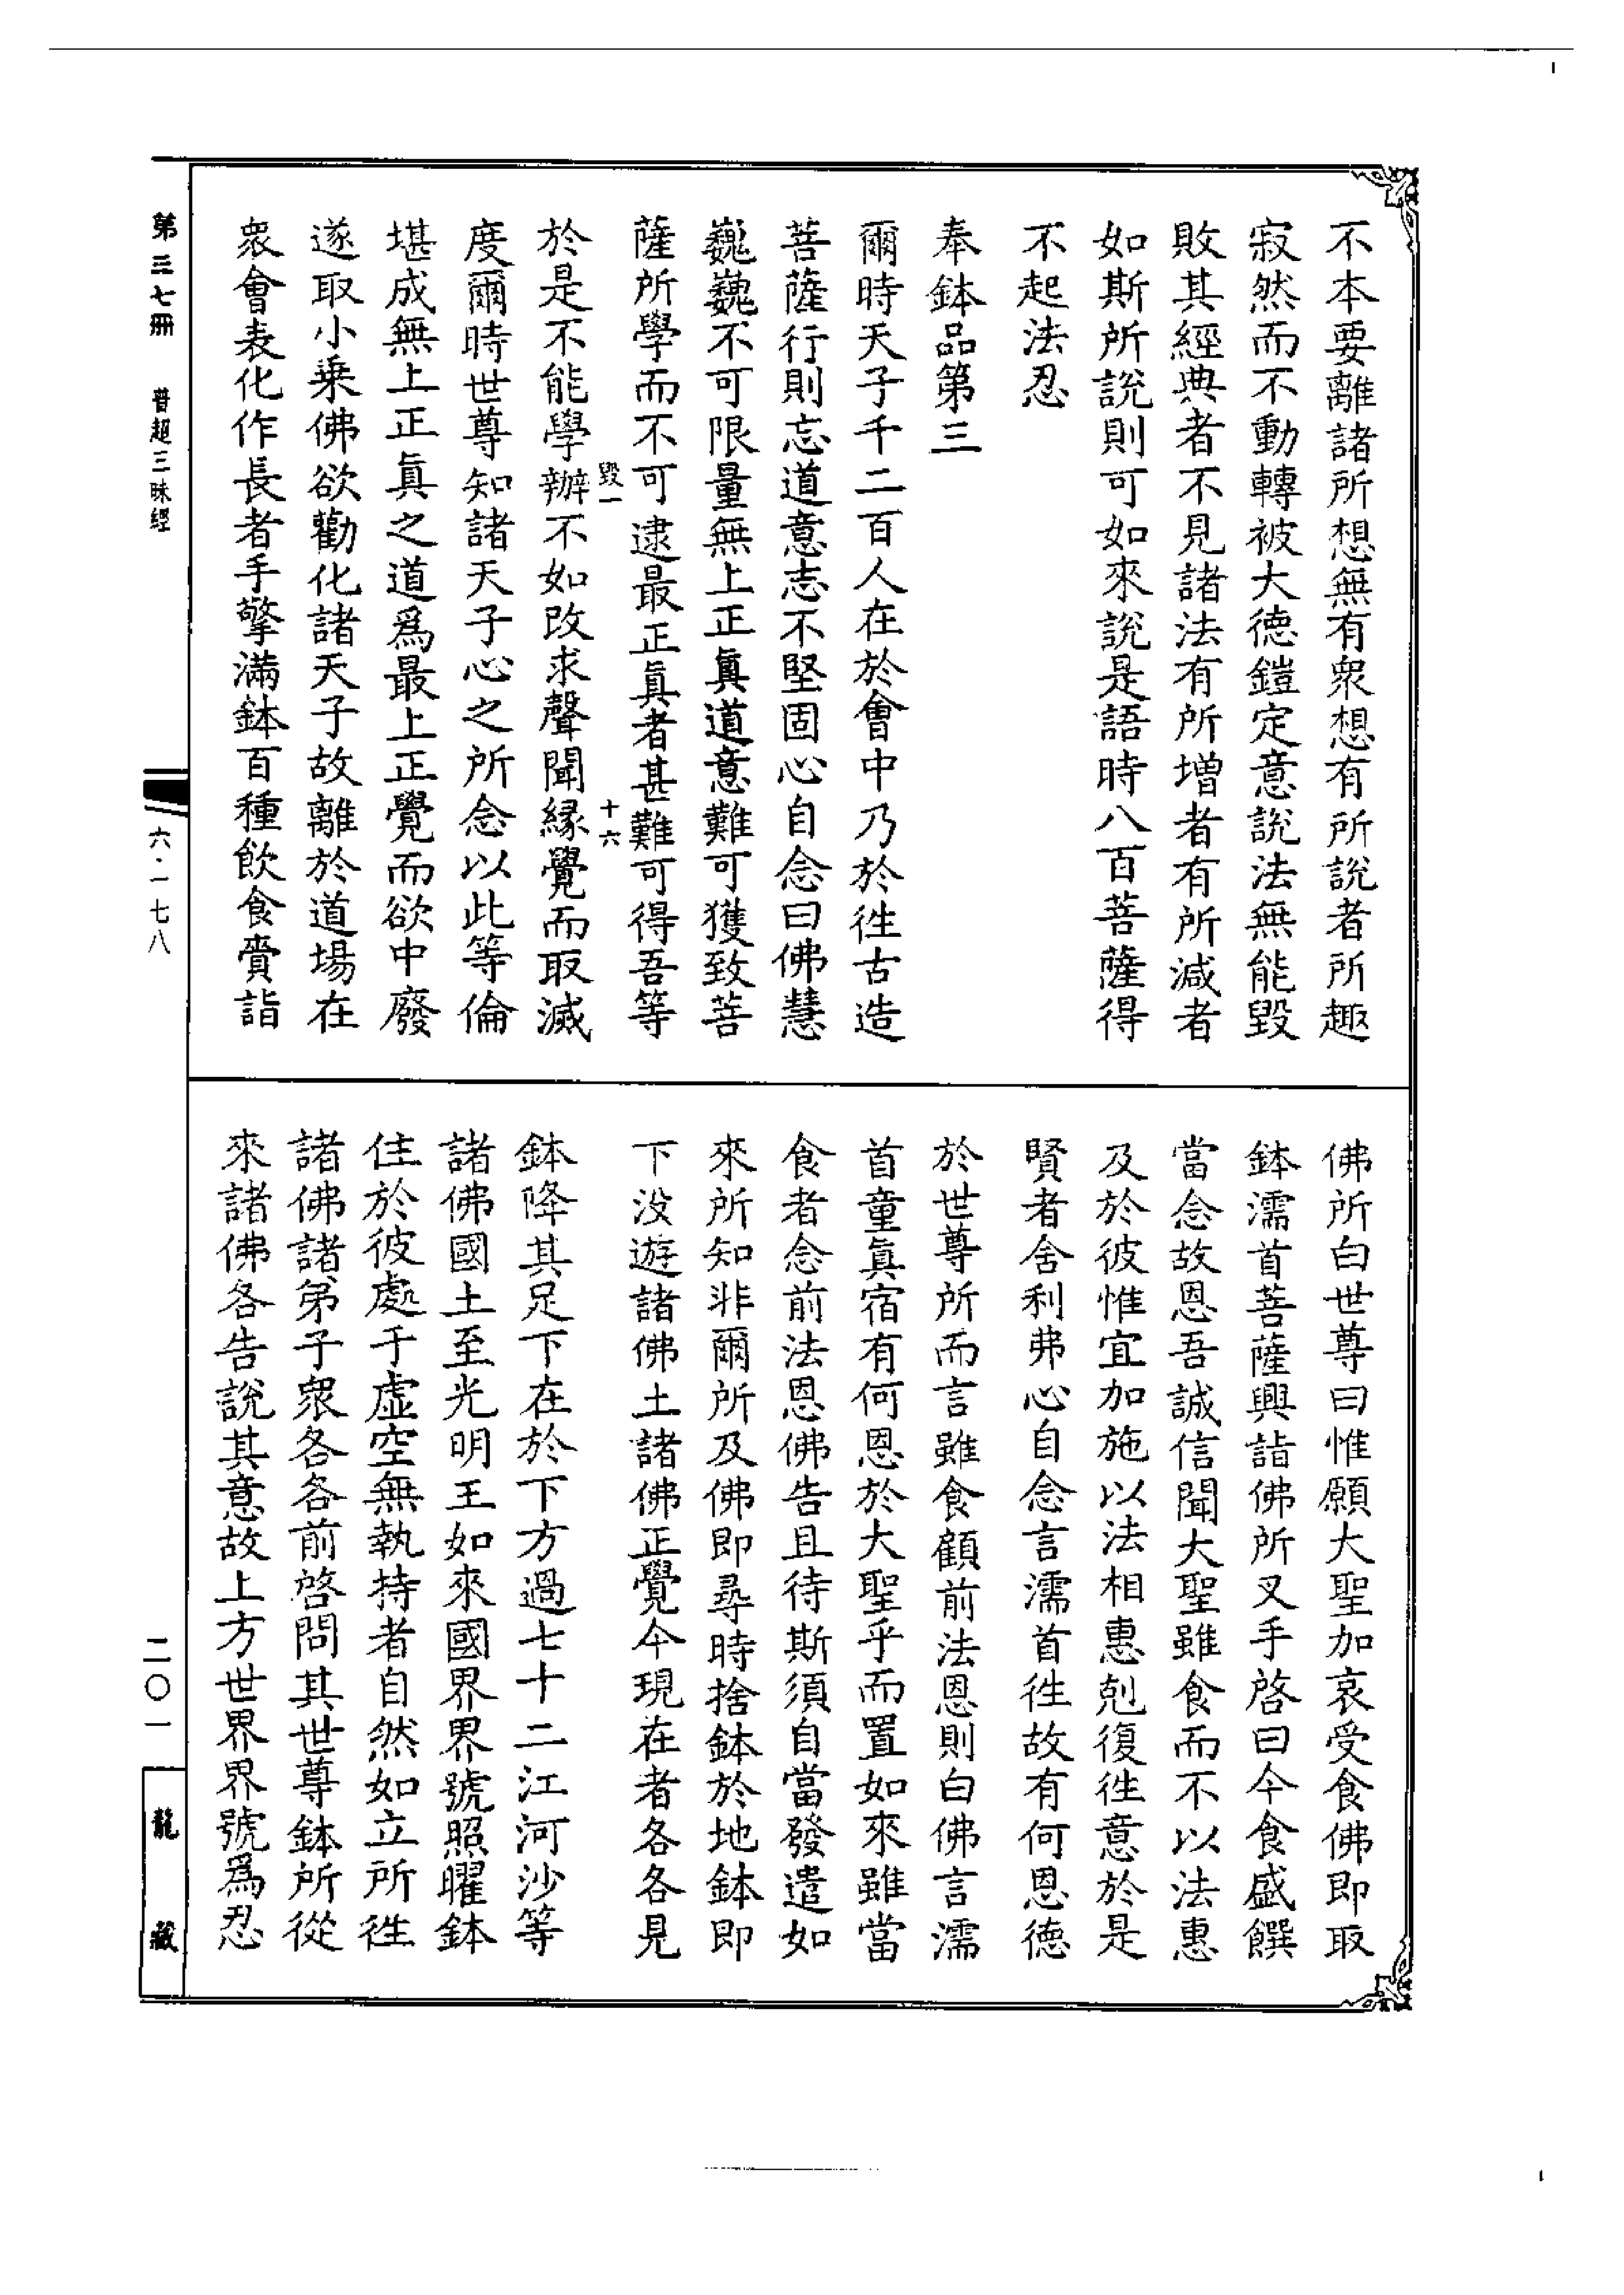 不本要離諸所想無有衆想有所說者所趣
寂然而不動轉被大德鎧定意說法無能毀
敗其經典者不見諸法有所增者有所減者
如斯所說則可如來說是語時八百菩薩得
不起法忍
奉鉢品第三
爾時天子千二百人在於會中乃於往古造
菩薩行則忘道意志不堅固心自念曰佛慧
巍巍不可限量無上正眞道意難可獲致菩
薩所學而不可逮最正眞者甚難可得吾等
毀一 十六
於是不能學辦不如改求聲聞緣覺而取滅
度爾時世尊知諸天子心之所念以此等倫
堪成無上正眞之道爲最上正覺而欲中廢
遂取小乗佛欲勸化諸天子故離於道場在
衆會表化作長者手擎滿鉢百種飲食賷詣
佛所白世尊曰惟願大聖加哀受食佛即取
鉢濡首菩薩興詣佛所叉手啓曰今食盛饌
當念故恩吾誠信聞大聖雖食而不以法惠
及於彼惟宜加施以法相惠剋復徃意於是
賢者舍利弗心自念言濡首徃故有何恩德
於世尊所而言雖食顧前法恩則白佛言濡
首童眞宿有何恩於大聖乎而置如來雖當
食者念前法恩佛告且待斯須自當發遣如
來所知非爾所及佛即尋時捨鉢於地鉢即
下没遊諸佛土諸佛正覺今現在者各各見
鉢降其足下在於下方過七十二江河沙等
諸佛國土至光明王如來國界界號照曜鉢
住於彼處于虛空無執持者自然如立所徃
諸佛諸弟子衆各各前啓問其世尊鉢所從
來諸佛各告說其意故上方世界界號爲忍
第三七册 普超三昧經
六·一七八
二〇一
龍藏